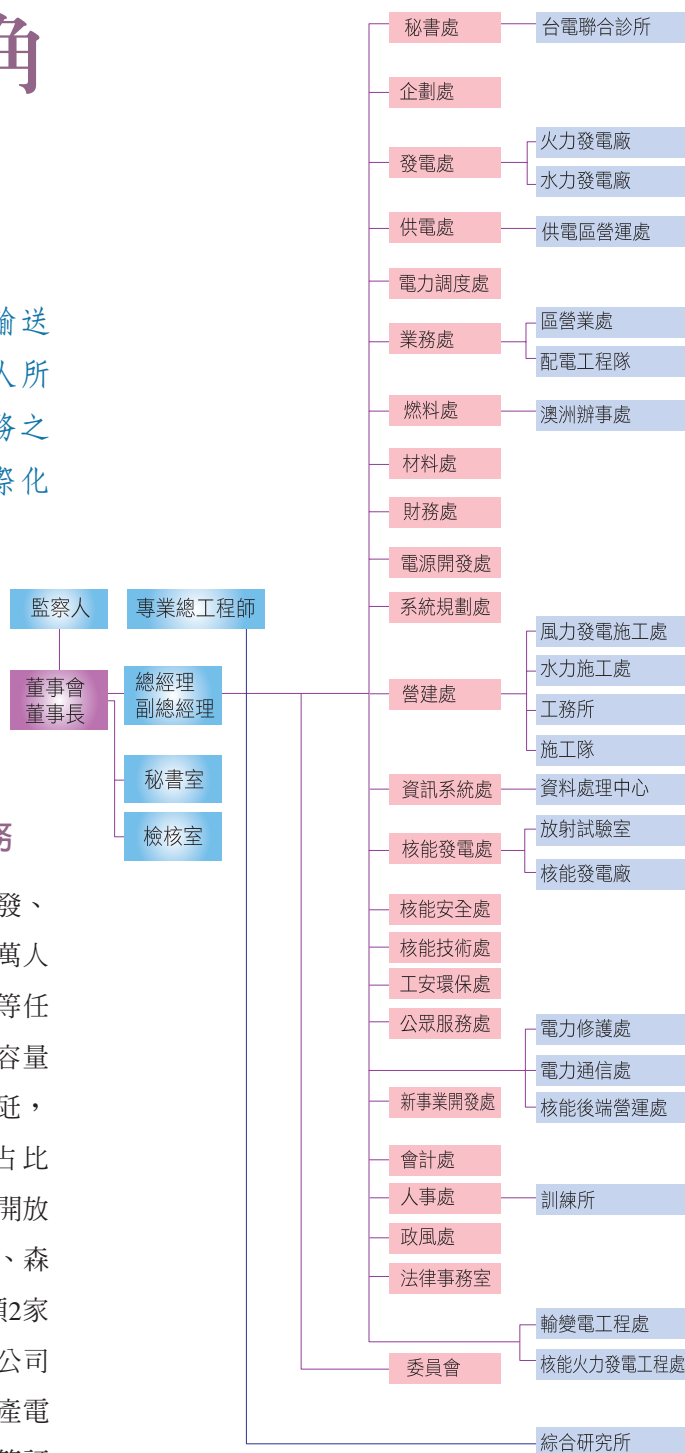 角
輸送
人所
務之
際化
監察人
專業總工程師
董事會
董事長
總經理
副總經理
秘書室
檢核室
務
發、
萬人
等任
容量
瓩，
占比
開放
、森
2家
公司
產電
秘書處
台電聯合診所
企劃處
發電處
火力發電廠
水力發電廠
供電處
供電區營運處
電力調度處
業務處
區營業處
配電工程隊
燃料處
澳洲辦事處
材料處
財務處
電源開發處
系統規劃處
營建處
風力發電施工處
水力施工處
工務所
施工隊
資訊系統處
資料處理中心
核能發電處
放射試驗室
核能發電廠
核能安全處
核能技術處
工安環保處
公眾服務處
電力修護處
電力通信處
核能後端營運處
新事業開發處
會計處
人事處
訓練所
政風處
法律事務室
輸變電工程處
核能火力發電工程處
委員會
綜合研究所